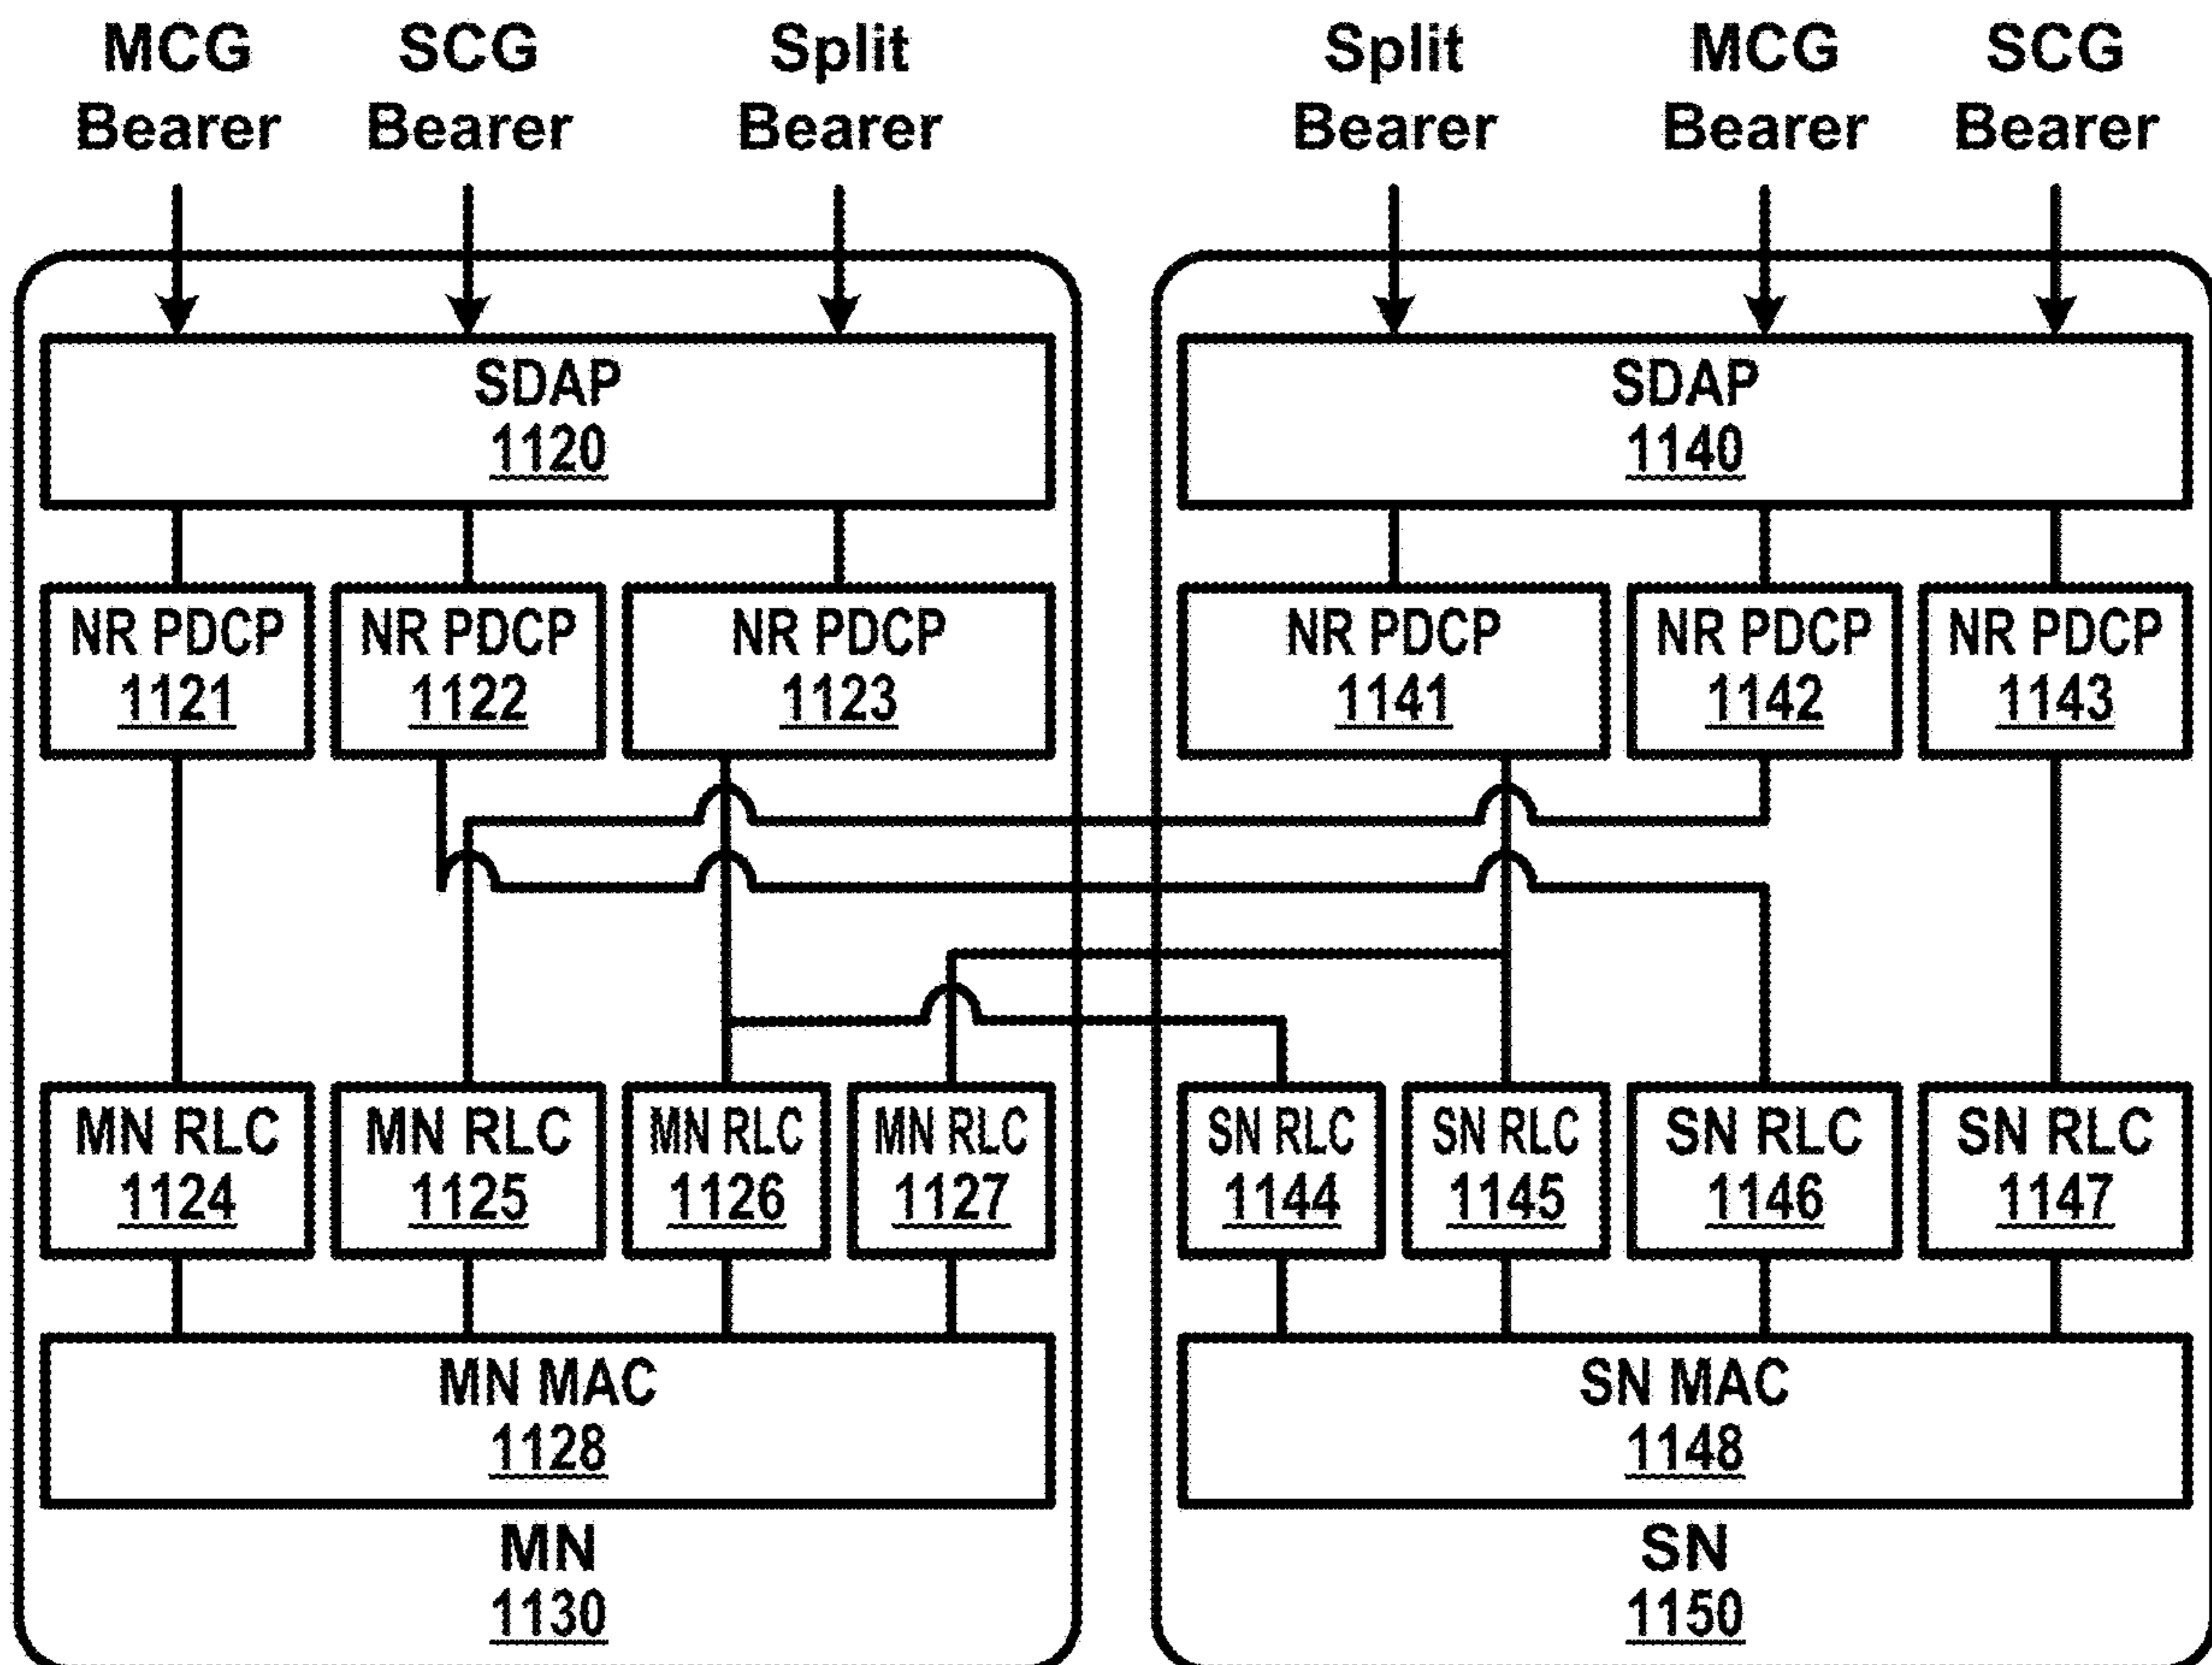 MCG Bearer
SCG Bearer
Split Bearer
Split Bearer
MCG Bearer
SCG Bearer
SDAP
1120
SDAP
1140
NR PDCP
1121
NR PDCP
1122
NR PDCP
1123
NR PDCP
1141
NR PDCP
1142
NR PDCP
1143
MN RLC
1124
MN RLC
1125
MN RLC
1126
MN RLC
1127
SN RLC
1144
SN RLC
1145
SN RLC
1146
SN RLC
1147
MN MAC
1128
SN MAC
1148
MN
1130
SN
1150